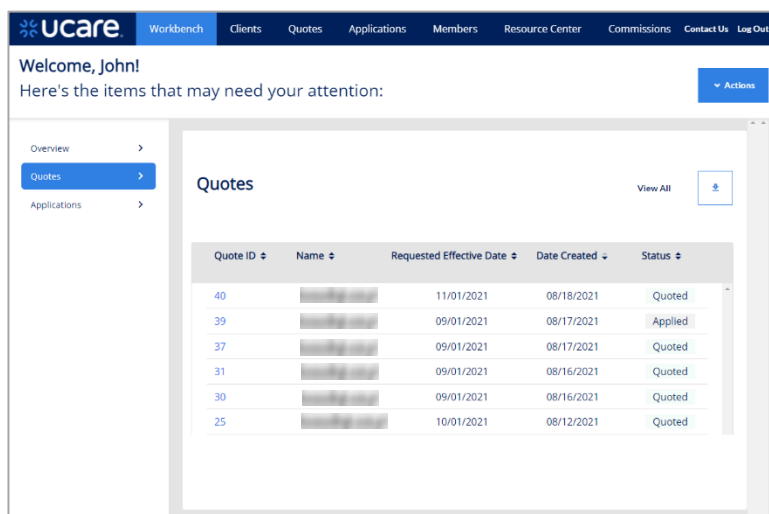 ucare. Workbench Clients Quotes Applications Members Resource Center Commissions Contact Us Log Out
Welcome, John!
Here's the items that may need your attention:
Actions
Overview
Quotes
Applications
Quotes
View All
Quote ID Name Requested Effective Date Date Created Status
40 11/01/2021 08/18/2021 Quoted
39 09/01/2021 08/17/2021 Applied
37 09/01/2021 08/17/2021 Quoted
31 09/01/2021 08/16/2021 Quoted
30 09/01/2021 08/16/2021 Quoted
25 10/01/2021 08/12/2021 Quoted